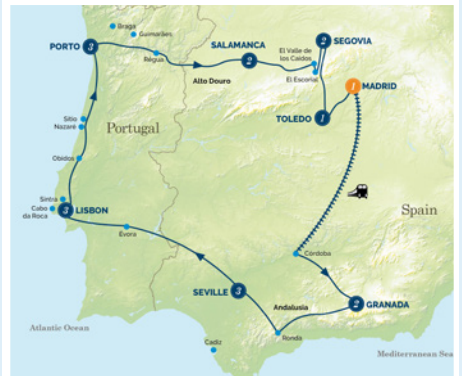 Braga
Guimarães
PORTO
3
Régua
SALAMANCA
2
2
SEGOVIA
El Valle de
los Caidos
El Escorial
Alto Douro
1
MADRID
TOLEDO
1
Sitio
Nazaré
Portugal
Obidos
Sintra
Cabo
da Roca
3
LISBON
Evora
Spain
Córdoba
SEVILLE
3
Andalusia
2
GRANADA
Ronda
Cadiz
Atlantic Ocean
Mediterranean Sea